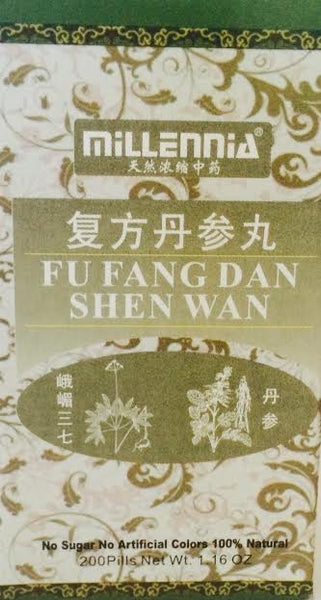 MILLENNIA®
天然浓缩中药
复方丹参丸
FU FANG DAN
SHEN WAN
峨嵋三七
丹参
No Sugar No Artificial Colors 100% Natural
200Pills Net Wt. 1.16 OZ